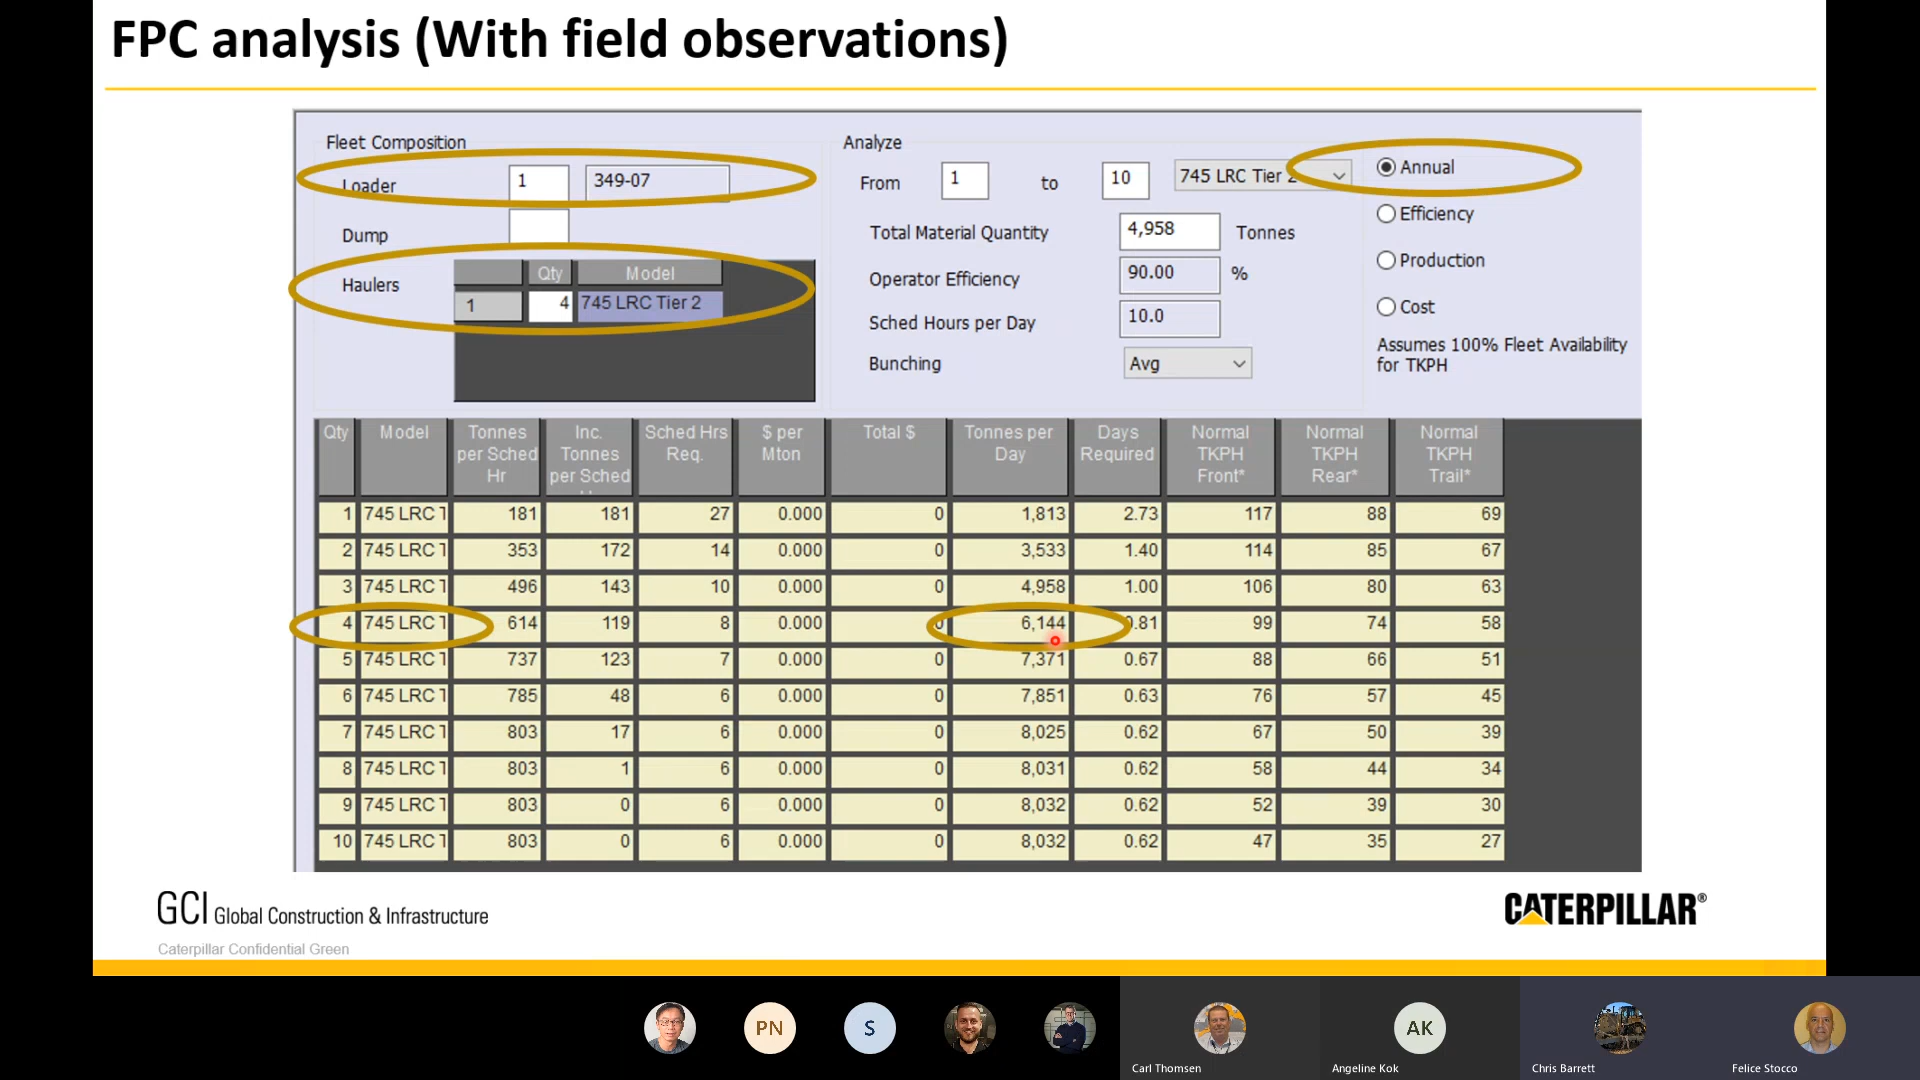 FPC analysis (With field observations)
Fleet Composition
Loader 1 349-07
Dump
Haulers
Qty Model
1 4 745 LRC Tier 2
Analyze
From 1 to 10 745 LRC Tier 2
Total Material Quantity 4,958 Tonnes
Operator Efficiency 90.00 %
Sched Hours per Day 10.0
Bunching Avg
Annual
Efficiency
Production
Cost
Assumes 100% Fleet Availability
for TKPH
Qty Model Tonnes per Sched Hr Inc. Tonnes per Sched Sched Hrs Req. $ per Mton Total $ Tonnes per Day Days Required Normal TKPH Front* Normal TKPH Rear* Normal TKPH Trail*
1 745 LRC T 181 181 27 0.000 0 1,813 2.73 117 88 69
2 745 LRC T 353 172 14 0.000 0 3,533 1.40 114 85 67
3 745 LRC T 496 143 10 0.000 0 4,958 1.00 106 80 63
4 745 LRC T 614 119 8 0.000 0 6,144 0.81 99 74 58
5 745 LRC T 737 123 7 0.000 0 7,371 0.67 88 66 51
6 745 LRC T 785 48 6 0.000 0 7,851 0.63 76 57 45
7 745 LRC T 803 17 6 0.000 0 8,025 0.62 67 50 39
8 745 LRC T 803 1 6 0.000 0 8,031 0.62 58 44 34
9 745 LRC T 803 0 6 0.000 0 8,032 0.62 52 39 30
10 745 LRC T 803 0 6 0.000 0 8,032 0.62 47 35 27
GCI Global Construction & Infrastructure
CATERPILLAR®
Caterpillar Confidential Green
PN
S
AK
Carl Thomsen
Angeline Kok
Chris Barrett
Felice Stocco